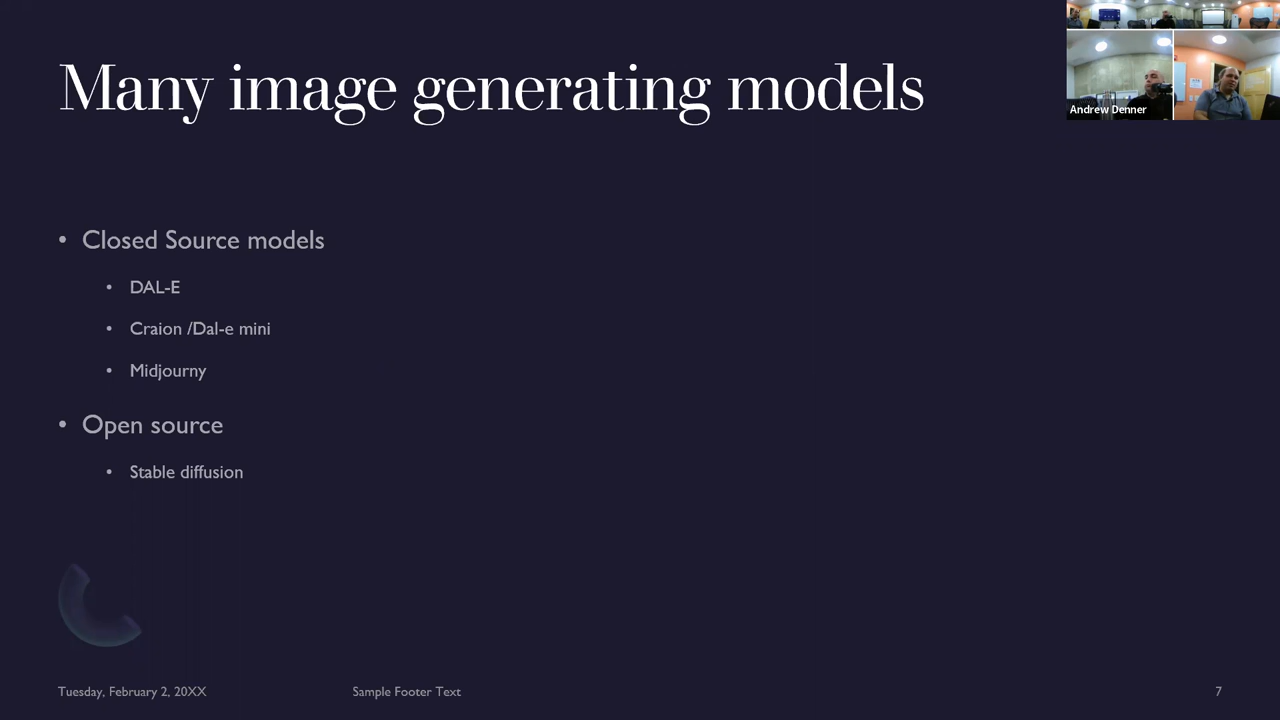 Many image generating models
Andrew Denner
• Closed Source models
• DAL-E
• Craion /Dal-e mini
• Midjourny
• Open source
• Stable diffusion
Tuesday, February 2, 20XX
Sample Footer Text
7